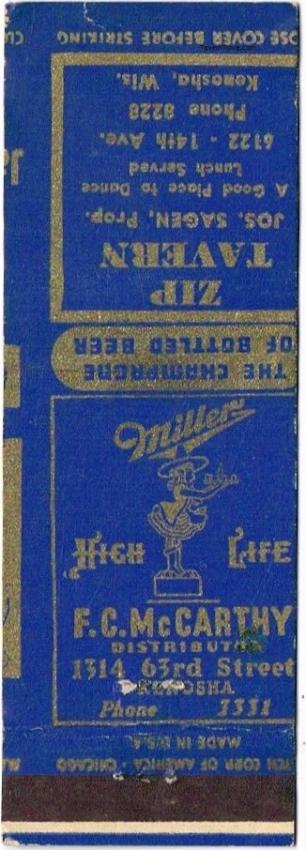 ZIP
TAVERN
JOS. SAGEN, Prop.
A Good Place to Dance
Lunch Served
6122 - 14th Ave.
Phone 8228
Kenosha, Wis.
OSE COVER BEFORE STRIKING
THE CHAMPAGNE
OF BOTTLED BEER
Miller
HIGH LIFE
F.C. McCARTHY
DISTRIBUTOR
1314 63rd Street
KENOSHA
Phone 3331
MADE IN U.S.A.
TCH CORP. OF AMERICA - CHICAGO